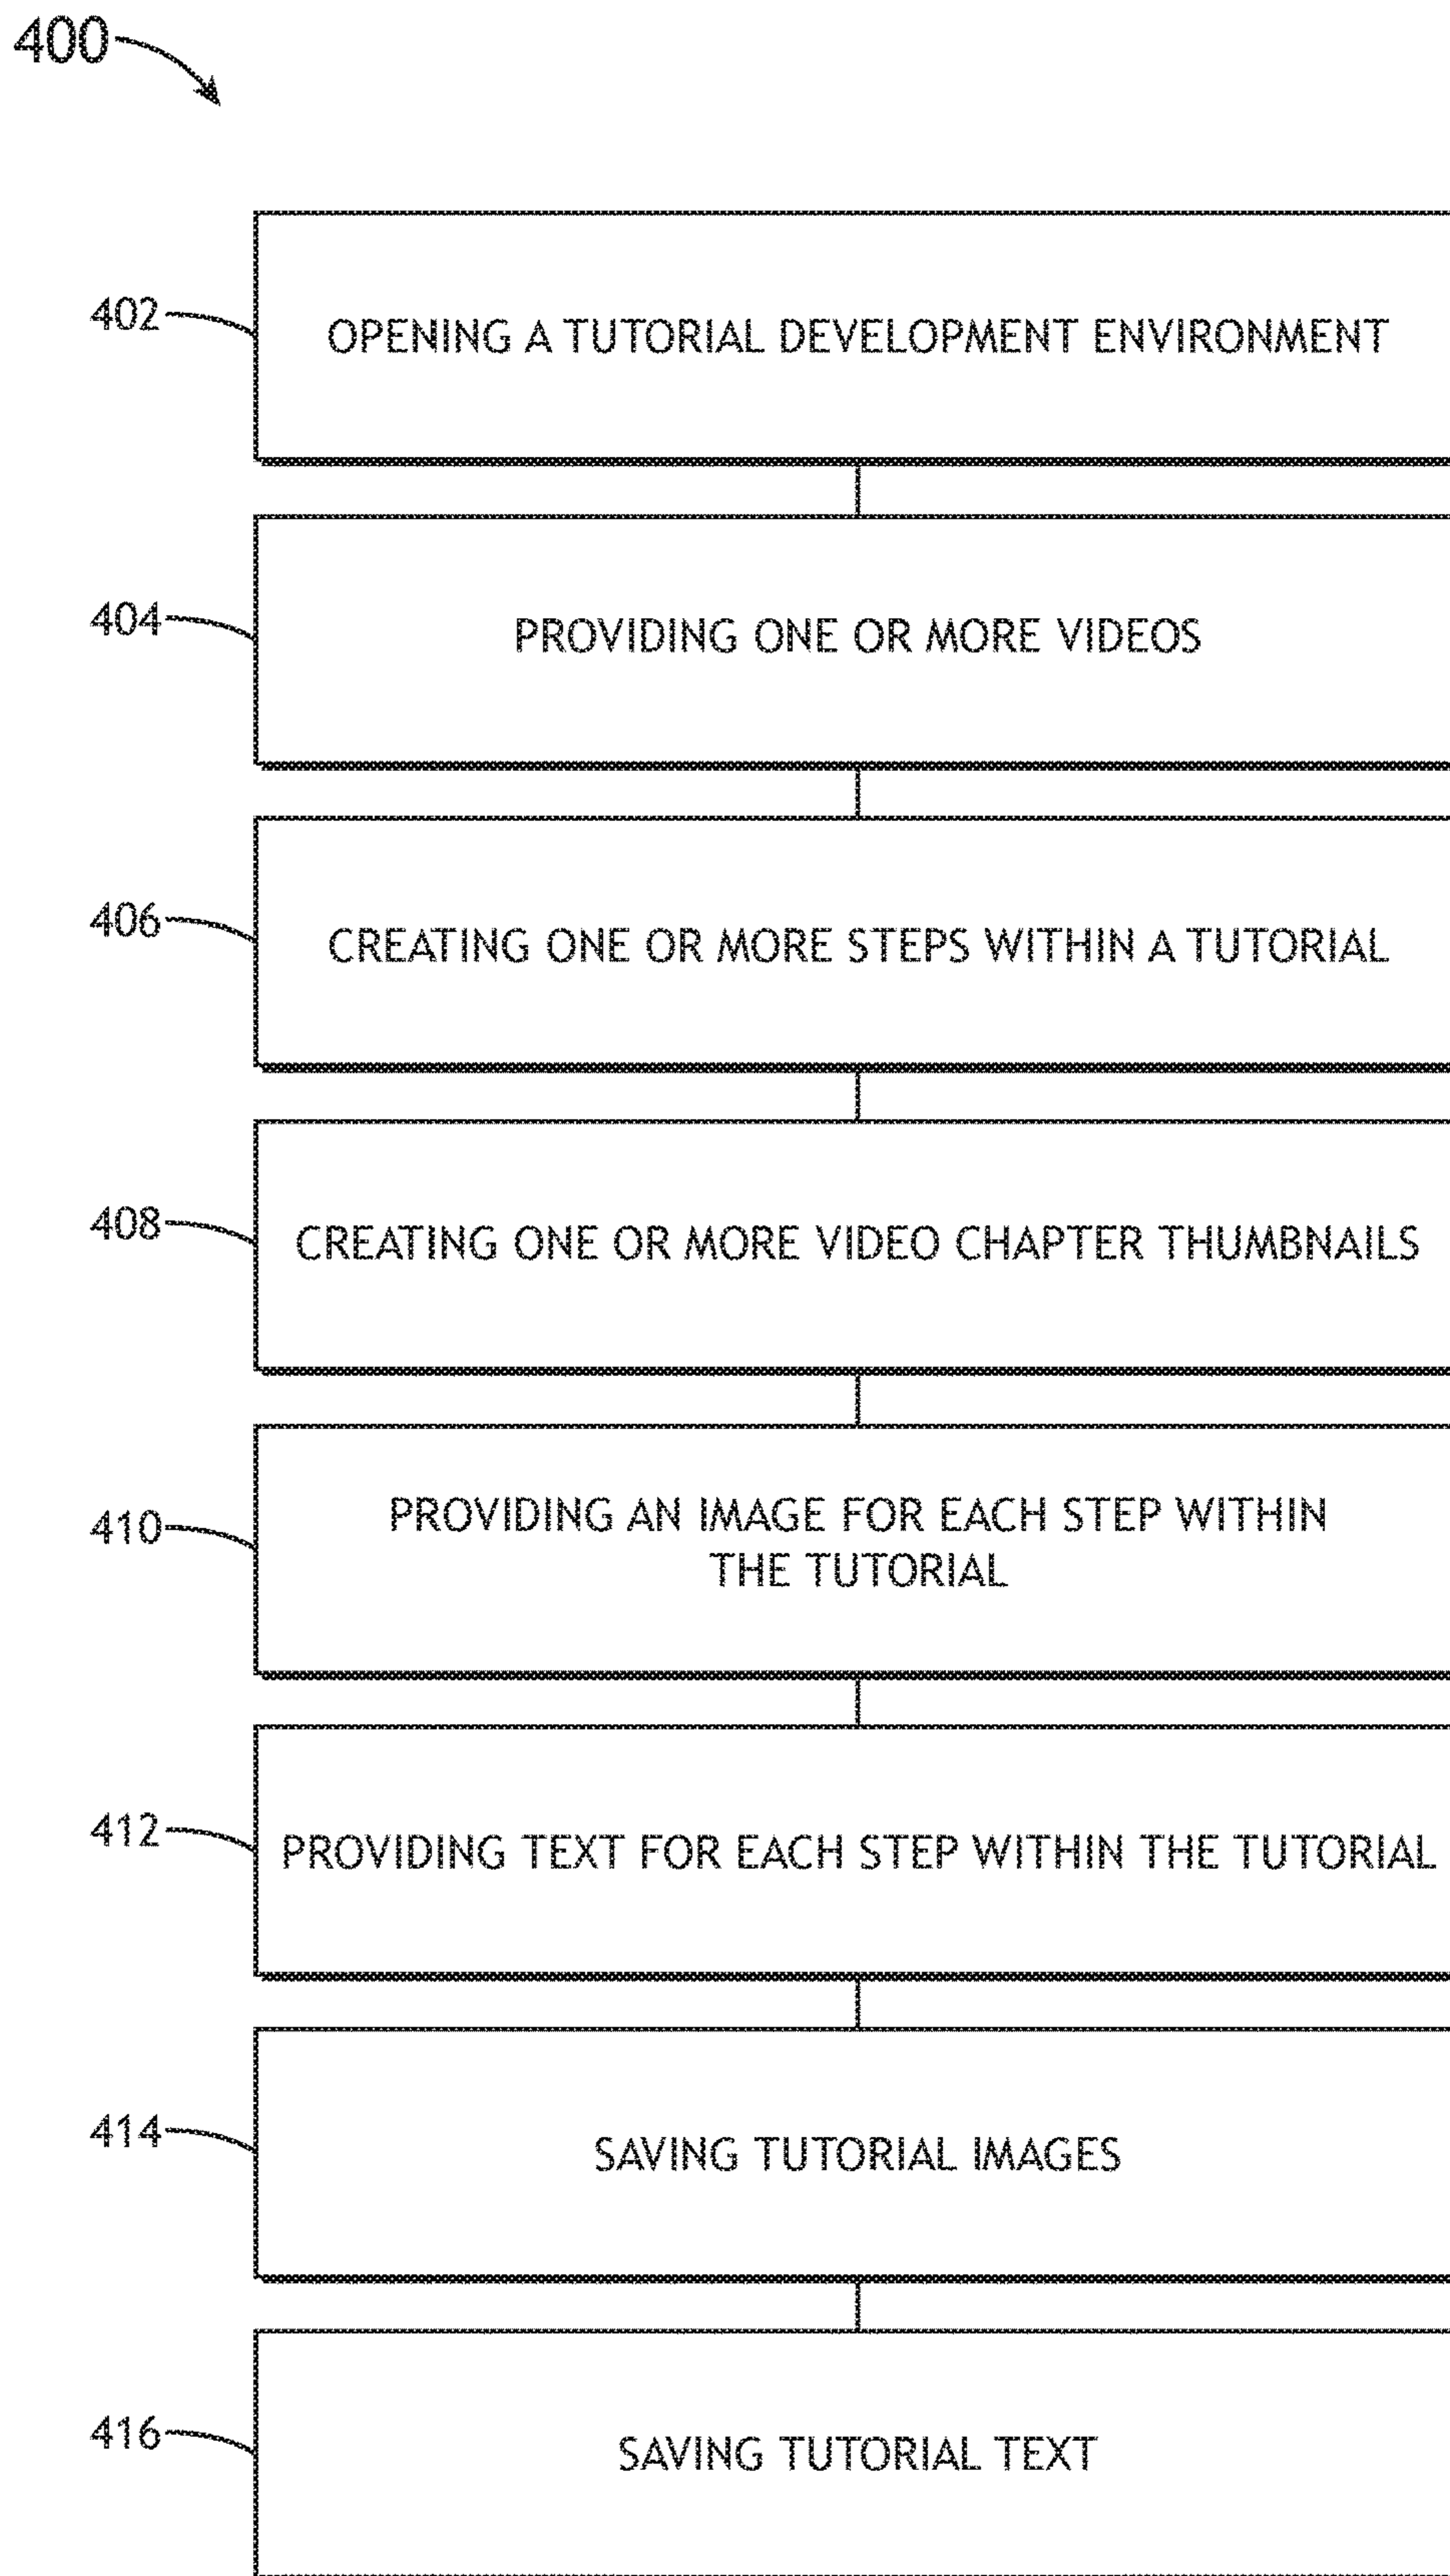 400
402
OPENING A TUTORIAL DEVELOPMENT ENVIRONMENT
404
PROVIDING ONE OR MORE VIDEOS
406
CREATING ONE OR MORE STEPS WITHIN A TUTORIAL
408
CREATING ONE OR MORE VIDEO CHAPTER THUMBNAILS
410
PROVIDING AN IMAGE FOR EACH STEP WITHIN
THE TUTORIAL
412
PROVIDING TEXT FOR EACH STEP WITHIN THE TUTORIAL
414
SAVING TUTORIAL IMAGES
416
SAVING TUTORIAL TEXT